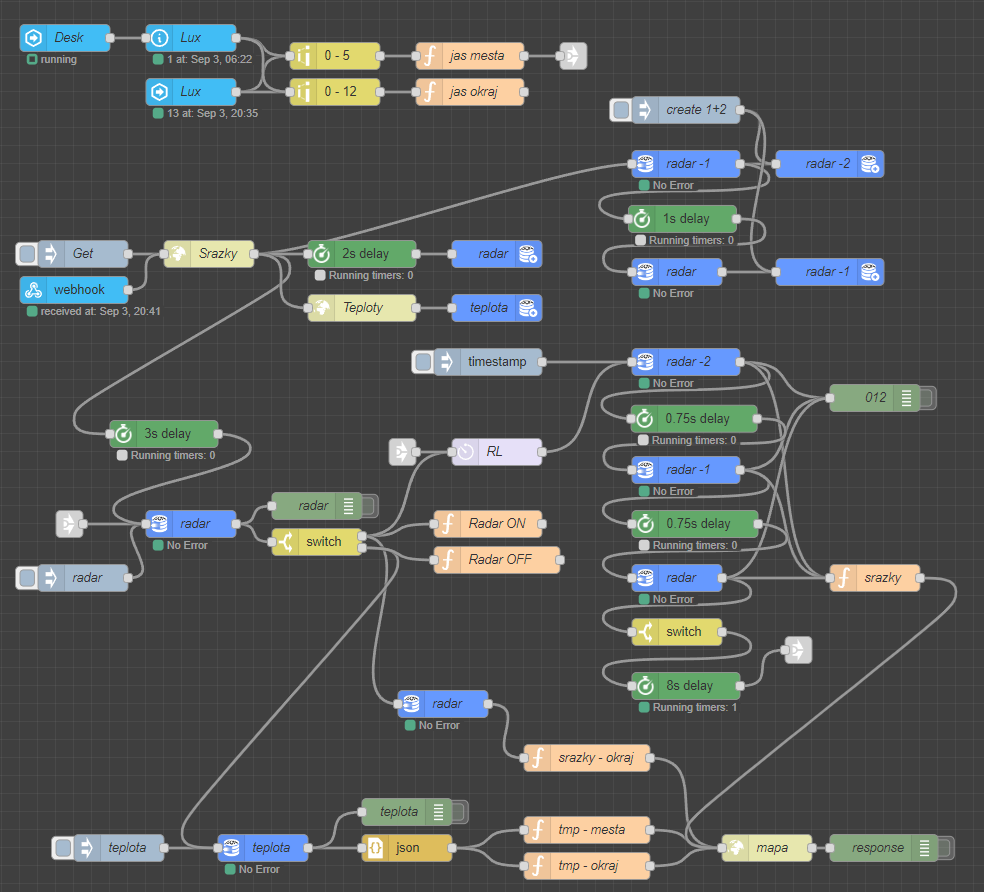 Desk
Lux
running
1 at: Sep 3, 06:22
0 - 5
jas mesta
Lux
0 - 12
jas okraj
13 at: Sep 3, 20:35
create 1+2
radar -1
radar -2
No Error
1s delay
Running timers: 0
Get
Srazky
2s delay
radar
Running timers: 0
radar
radar -1
No Error
webhook
received at: Sep 3, 20:41
Teploty
teplota
timestamp
radar -2
No Error
012
0.75s delay
Running timers: 0
3s delay
Running timers: 0
RL
radar -1
No Error
radar
radar
No Error
switch
Radar ON
Radar OFF
0.75s delay
Running timers: 0
radar
radar
No Error
srazky
switch
8s delay
Running timers: 1
radar
No Error
srazky - okraj
teplota
teplota
teplota
No Error
json
tmp - mesta
tmp - okraj
mapa
response